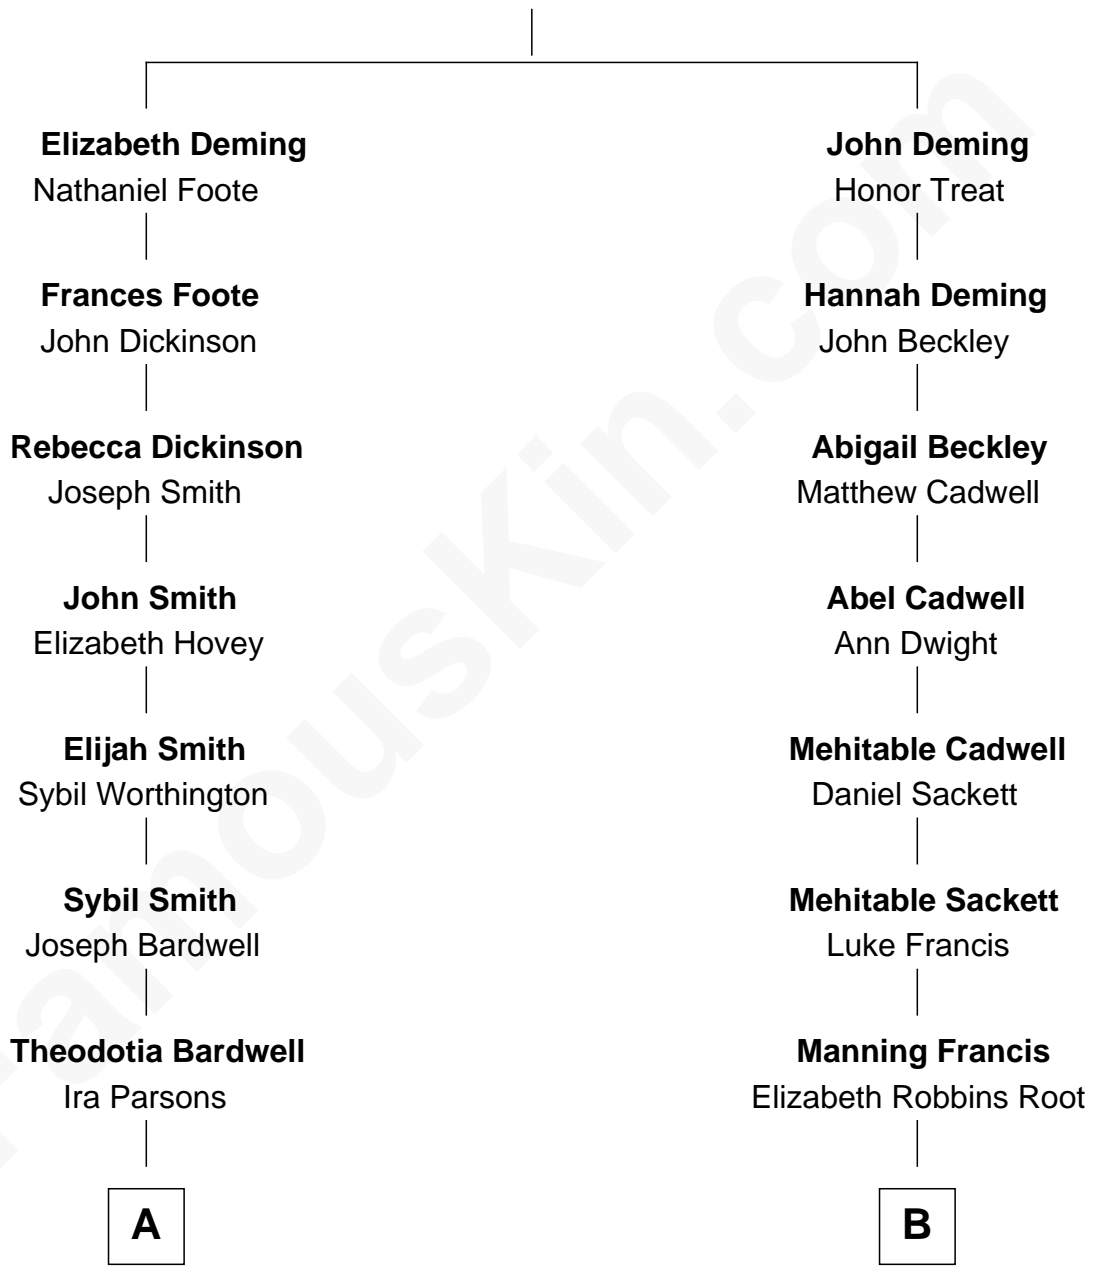 Elizabeth Deming
Nathaniel Foote
Frances Foote
John Dickinson
Rebecca Dickinson
Joseph Smith
John Smith
Elizabeth Hovey
Elijah Smith
Sybil Worthington
Sybil Smith
Joseph Bardwell
Theodotia Bardwell
Ira Parsons
A
John Deming
Honor Treat
Hannah Deming
John Beckley
Abigail Beckley
Matthew Cadwell
Abel Cadwell
Ann Dwight
Mehitable Cadwell
Daniel Sackett
Mehitable Sackett
Luke Francis
Manning Francis
Elizabeth Robbins Root
B
FamousKin.com